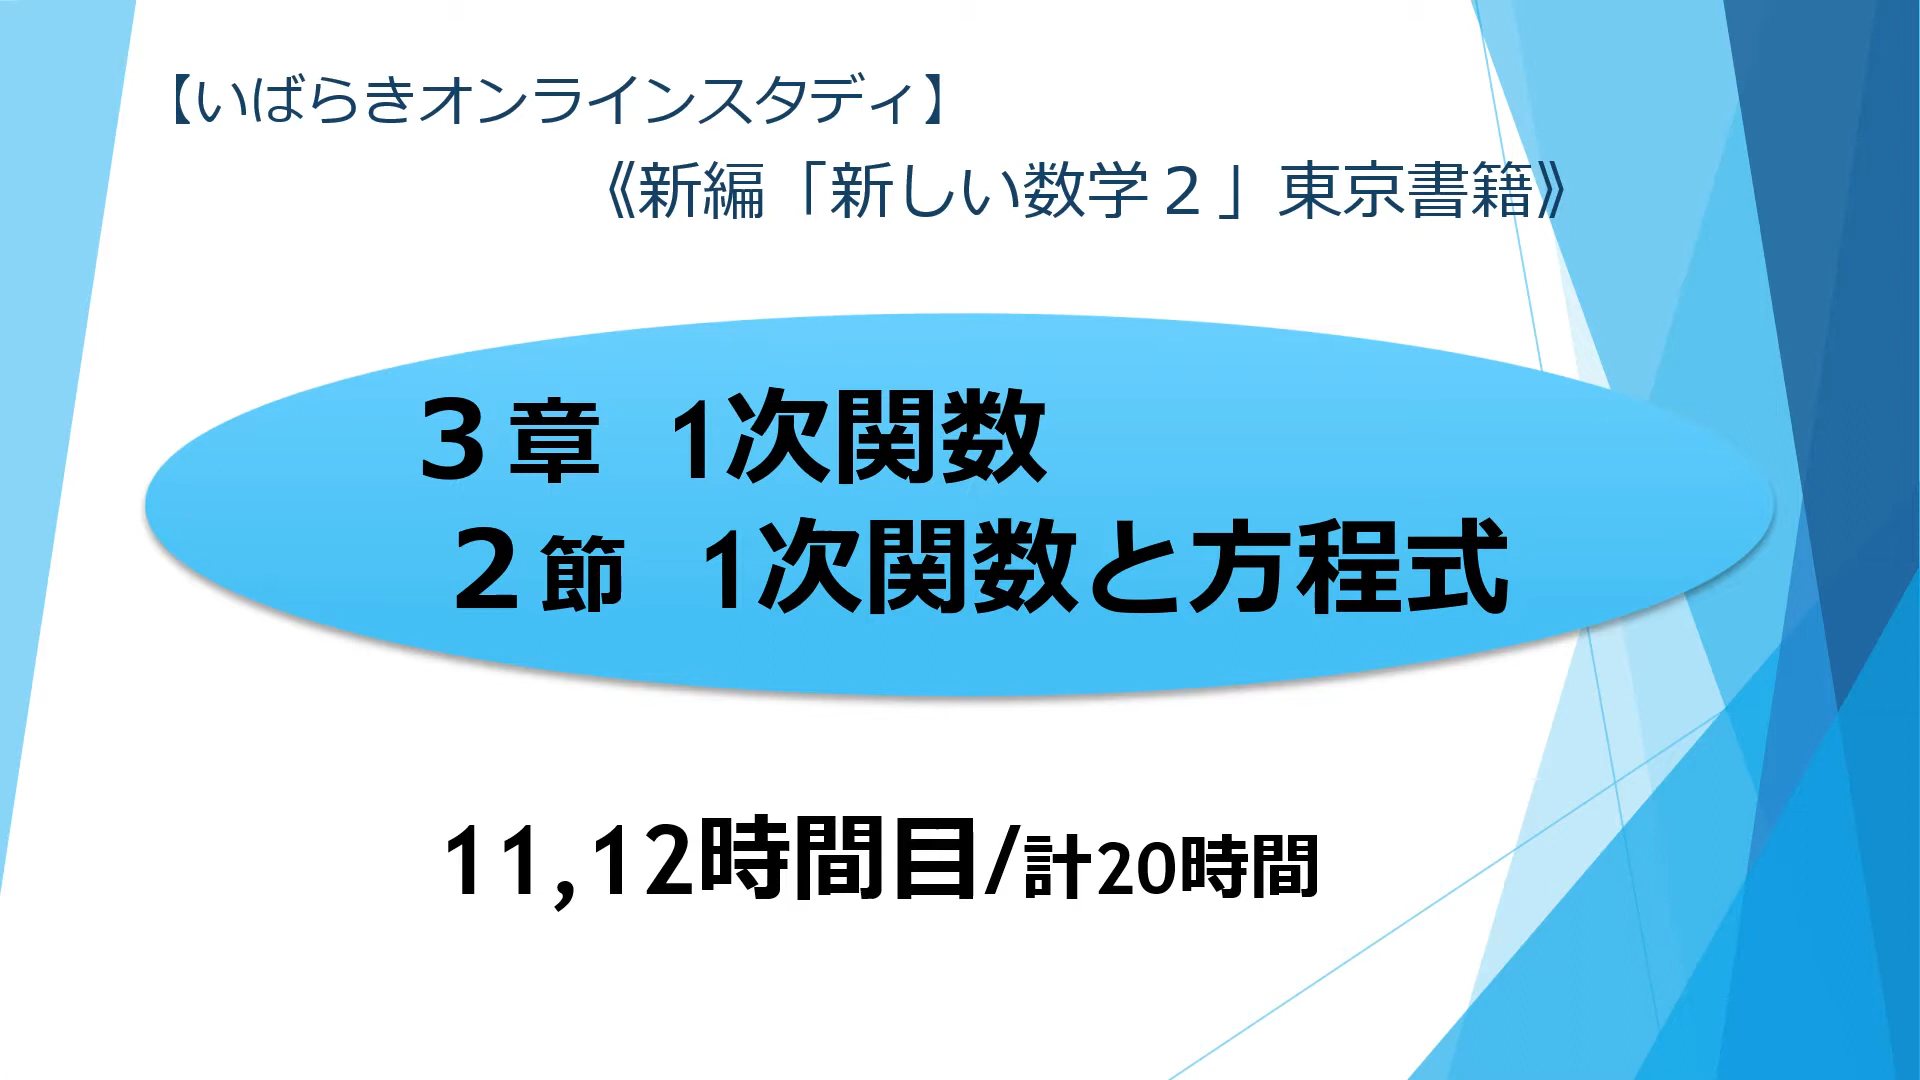 【いばらきオンラインスタディ】
《新編「新しい数学２」東京書籍》
３章 1次関数
２節 1次関数と方程式
11,12時間目/計20時間